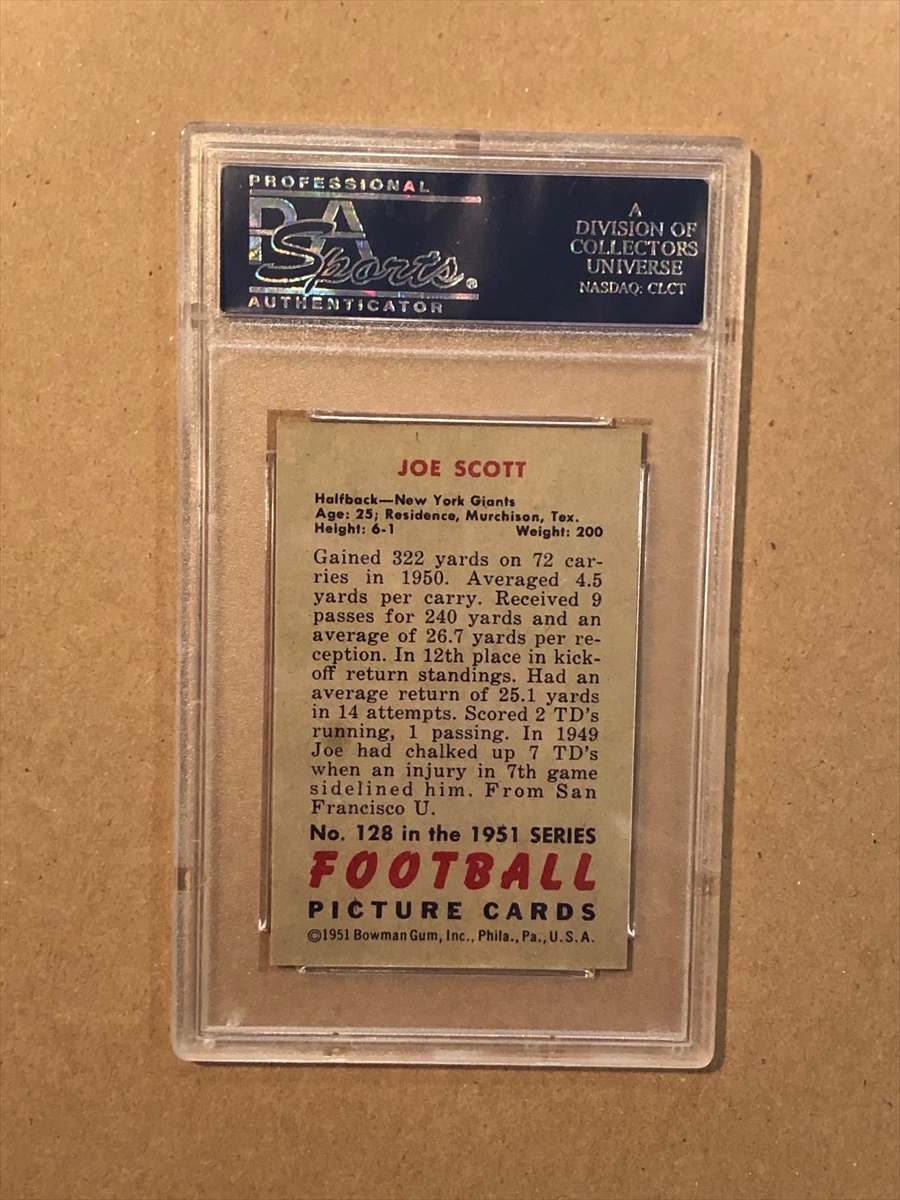 PROFESSIONAL
PSA
Sports®
AUTHENTICATOR
A
DIVISION OF
COLLECTORS
UNIVERSE
NASDAQ: CLCT
JOE SCOTT
Halfback—New York Giants
Age: 25; Residence, Murchison, Tex.
Height: 6-1 Weight: 200
Gained 322 yards on 72 car-
ries in 1950. Averaged 4.5
yards per carry. Received 9
passes for 240 yards and an
average of 26.7 yards per re-
ception. In 12th place in kick-
off return standings. Had an
average return of 25.1 yards
in 14 attempts. Scored 2 TD's
running, 1 passing. In 1949
Joe had chalked up 7 TD's
when an injury in 7th game
sidelined him. From San
Francisco U.
No. 128 in the 1951 SERIES
FOOTBALL
PICTURE CARDS
©1951 Bowman Gum, Inc., Phila., Pa., U.S.A.